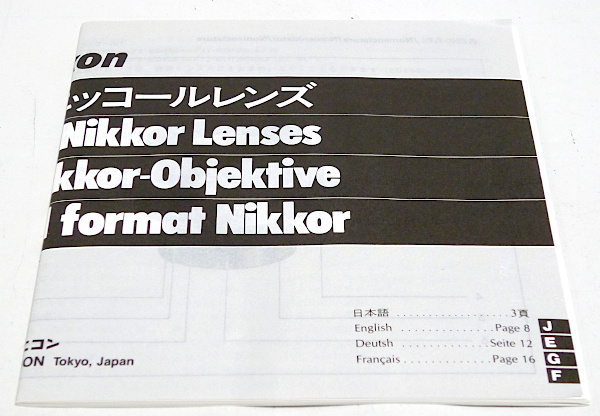 kon
ッコールレンズ
Nikkor Lenses
kkor-Objektive
format Nikkor
日本語 ................. 3頁
English .............. Page 8
Deutsh .............. Seite 12
Français ............. Page 16
J
E
G
F
コン
ON Tokyo, Japan